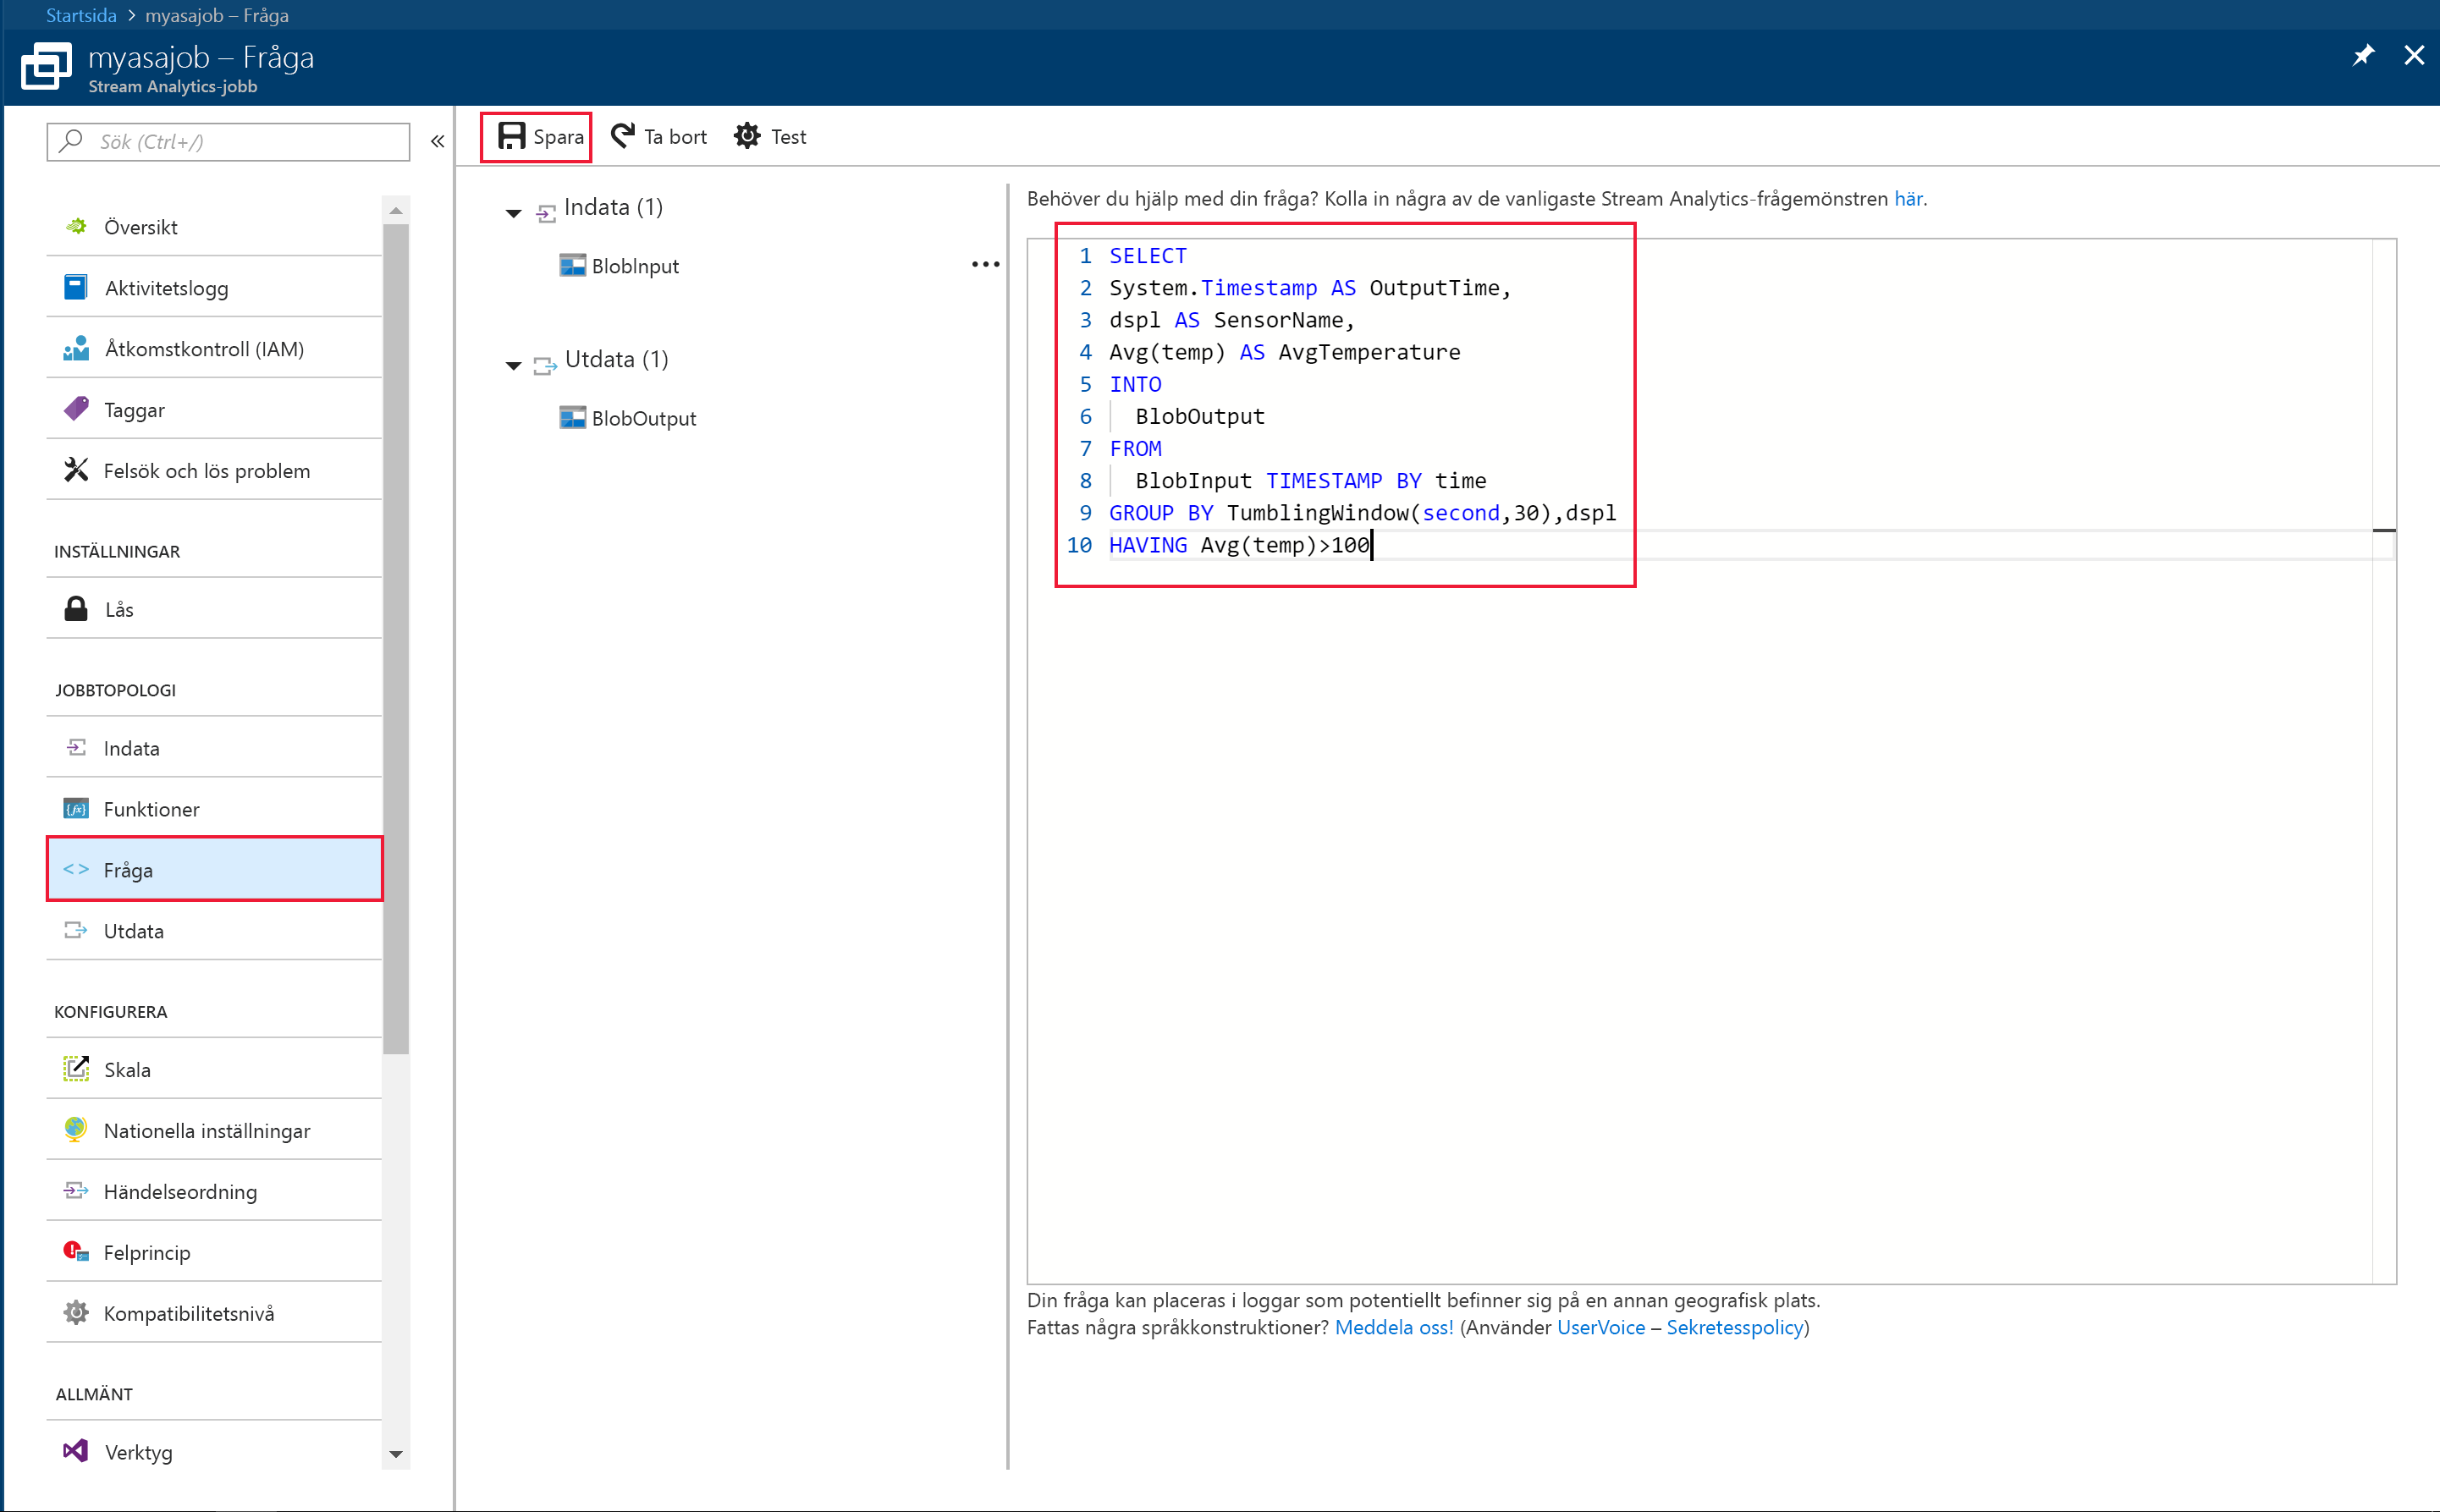 Startsida > myasajob – Fråga
myasajob – Fråga
Stream Analytics-jobb
Sök (Ctrl+/)
«
Översikt
Aktivitetslogg
Åtkomstkontroll (IAM)
Taggar
Felsök och lös problem
INSTÄLLNINGAR
Lås
JOBBTOPOLOGI
Indata
Funktioner
Fråga
Utdata
KONFIGURERA
Skala
Nationella inställningar
Händelseordning
Felprincip
Kompatibilitetsnivå
ALLMÄNT
Verktyg
Spara
Ta bort
Test
Indata (1)
BlobInput
Utdata (1)
BlobOutput
Behöver du hjälp med din fråga? Kolla in några av de vanligaste Stream Analytics-frågemönstren här.
1 SELECT
2 System.Timestamp AS OutputTime,
3 dspl AS SensorName,
4 Avg(temp) AS AvgTemperature
5 INTO
6 BlobOutput
7 FROM
8 BlobInput TIMESTAMP BY time
9 GROUP BY TumblingWindow(second,30),dspl
10 HAVING Avg(temp)>100
Din fråga kan placeras i loggar som potentiellt befinner sig på en annan geografisk plats.
Fattas några språkkonstruktioner? Meddela oss! (Använder UserVoice – Sekretesspolicy)